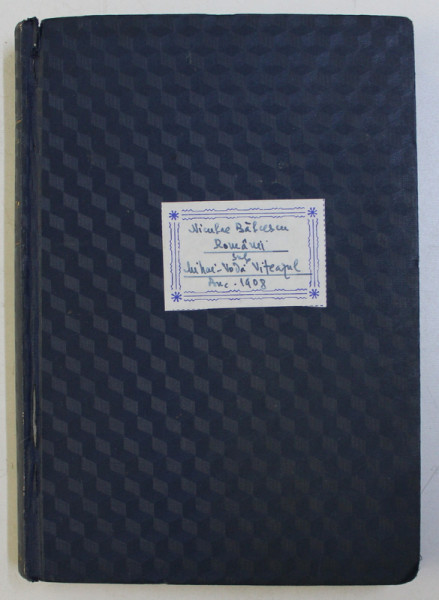 Nicolae Bălcescu
Românii
sub
Mihai-Vodă Viteazul
Buc. 1908